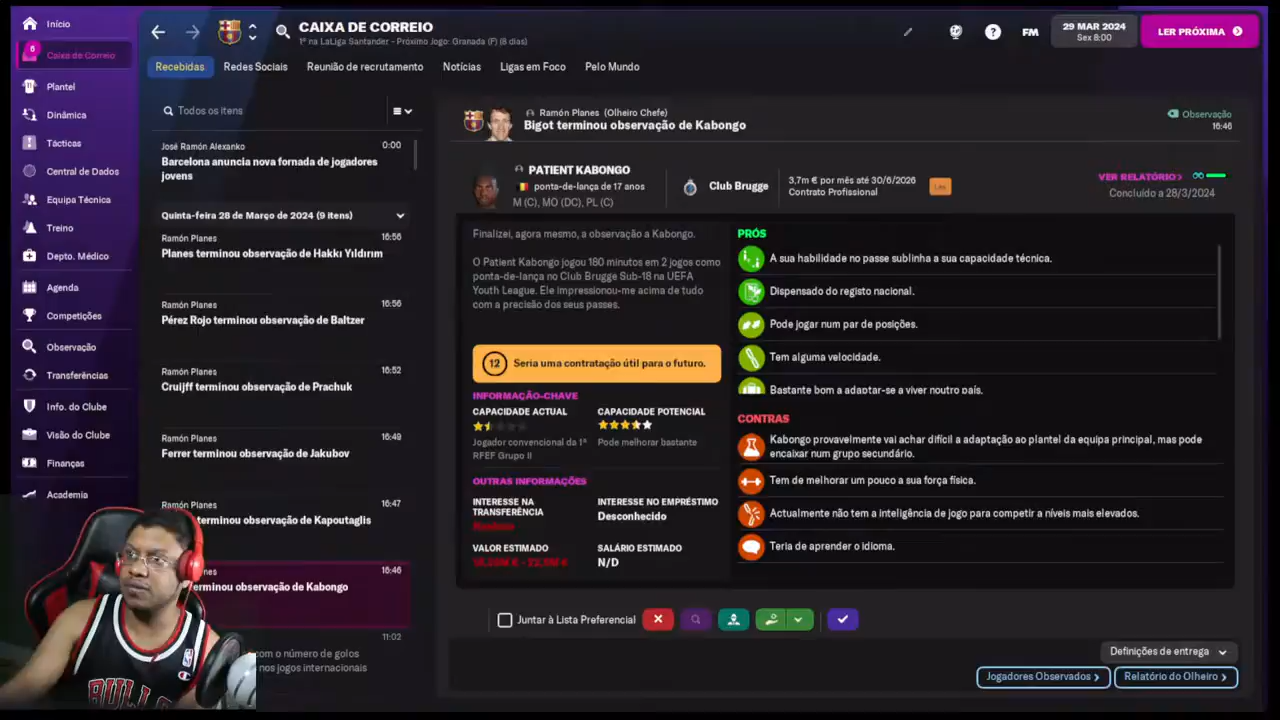 Início
6
Caixa de Correio
Plantel
Dinâmica
Tácticas
Central de Dados
Equipa Técnica
Treino
Depto. Médico
Agenda
Competições
Observação
Transferências
Info. do Clube
Visão do Clube
Finanças
Academia
CAIXA DE CORREIO
1º na LaLiga Santander - Próximo Jogo: Granada (F) (8 dias)
FM
29 MAR 2024
Sex 8:00
LER PRÓXIMA
Recebidas
Redes Sociais
Reunião de recrutamento
Notícias
Ligas em Foco
Pelo Mundo
Todos os itens
José Ramón Alexanko 0:00
Barcelona anuncia nova fornada de jogadores
jovens
Quinta-feira 28 de Março de 2024 (9 itens)
Ramón Planes 16:56
Planes terminou observação de Hakkı Yıldırım
Ramón Planes 16:56
Pérez Rojo terminou observação de Baltzer
Ramón Planes 16:52
Cruijff terminou observação de Prachuk
Ramón Planes 16:49
Ferrer terminou observação de Jakubov
Ramón Planes 16:47
terminou observação de Kapoutaglis
16:46
erminou observação de Kabongo
11:02
com o número de golos
nos jogos internacionais
Ramón Planes (Olheiro Chefe)
Bigot terminou observação de Kabongo
Observação
16:46
PATIENT KABONGO
ponta-de-lança de 17 anos
M (C), MO (DC), PL (C)
Club Brugge
3,7m € por mês até 30/6/2026
Contrato Profissional
VER RELATÓRIO >
Concluído a 28/3/2024
Finalizei, agora mesmo, a observação a Kabongo.
O Patient Kabongo jogou 180 minutos em 2 jogos como
ponta-de-lança no Club Brugge Sub-18 na UEFA
Youth League. Ele impressionou-me acima de tudo
com a precisão dos seus passes.
12 Seria uma contratação útil para o futuro.
INFORMAÇÃO-CHAVE
CAPACIDADE ACTUAL
Jogador convencional da 1ª
RFEF Grupo II
CAPACIDADE POTENCIAL
Pode melhorar bastante
OUTRAS INFORMAÇÕES
INTERESSE NA
TRANSFERÊNCIA
INTERESSE NO EMPRÉSTIMO
Desconhecido
VALOR ESTIMADO
SALÁRIO ESTIMADO
N/D
PRÓS
A sua habilidade no passe sublinha a sua capacidade técnica.
Dispensado do registo nacional.
Pode jogar num par de posições.
Tem alguma velocidade.
Bastante bom a adaptar-se a viver noutro país.
CONTRAS
Kabongo provavelmente vai achar difícil a adaptação ao plantel da equipa principal, mas pode
encaixar num grupo secundário.
Tem de melhorar um pouco a sua força física.
Actualmente não tem a inteligência de jogo para competir a níveis mais elevados.
Teria de aprender o idioma.
Juntar à Lista Preferencial
Definições de entrega
Jogadores Observados >
Relatório do Olheiro >
BULLS